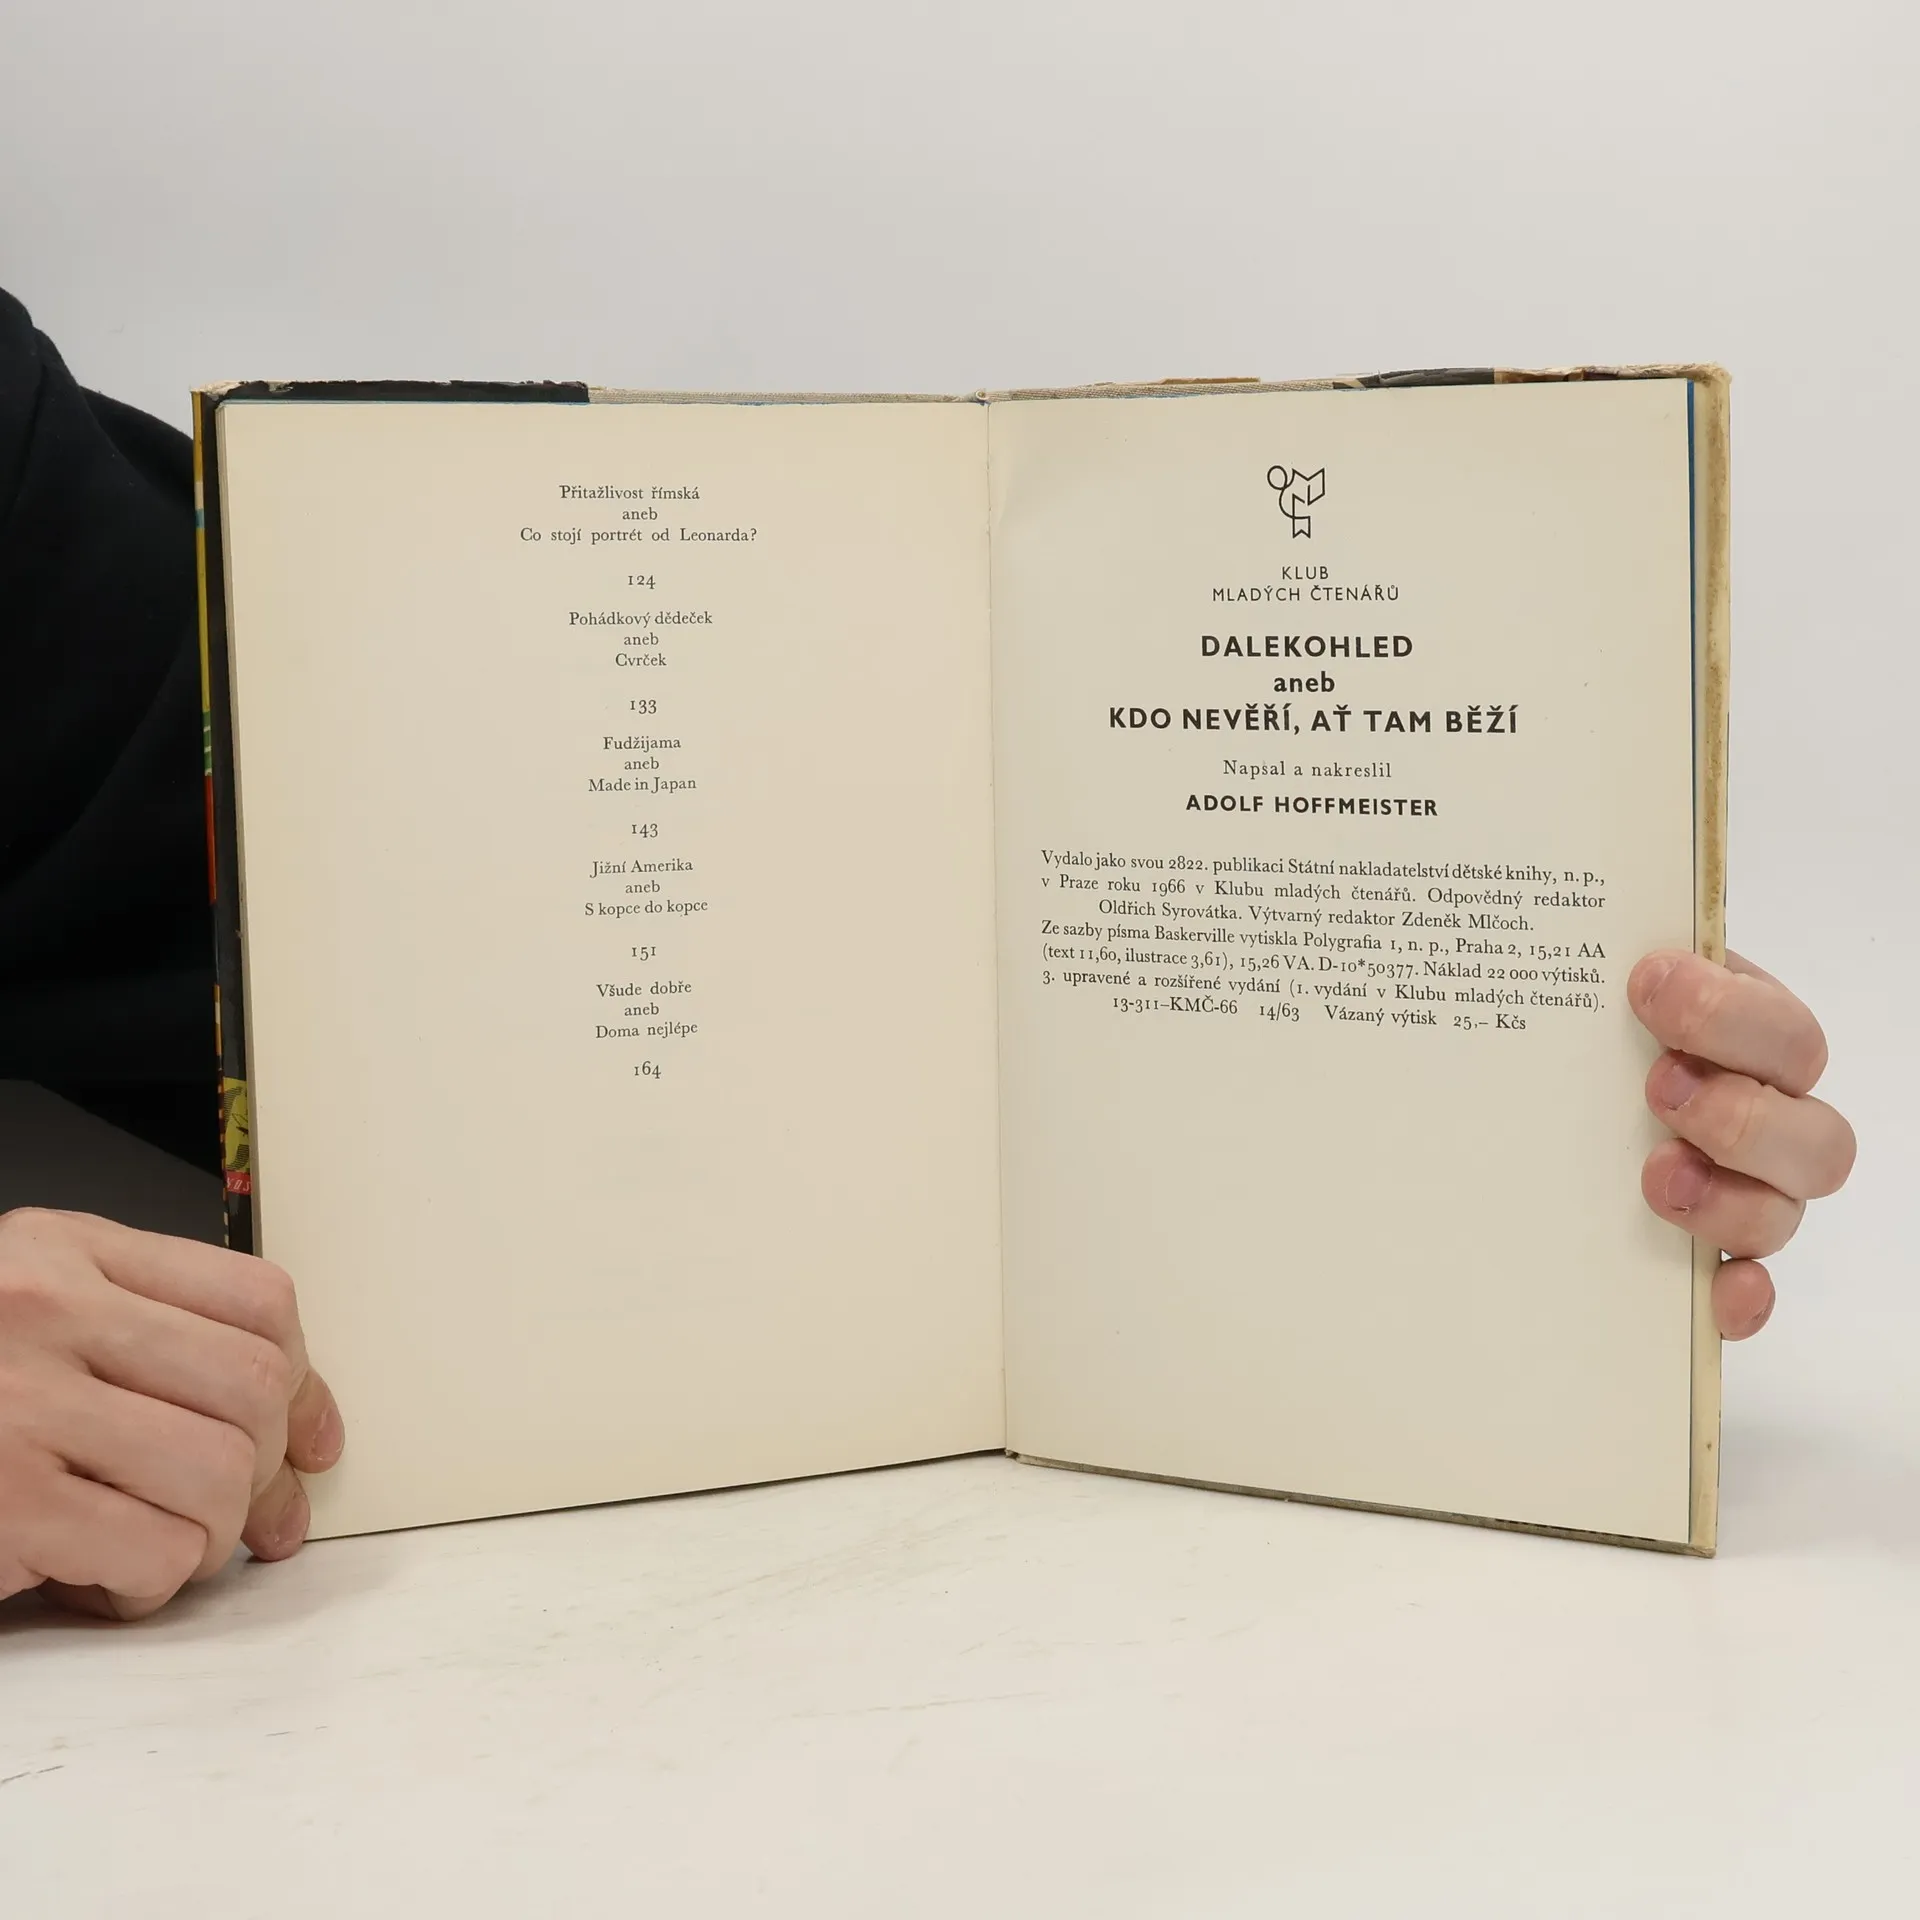 Přitažlivost římská
aneb
Co stojí portrét od Leonarda?
124
Pohádkový dědeček
aneb
Cvrček
133
Fudžijama
aneb
Made in Japan
143
Jižní Amerika
aneb
S kopce do kopce
151
Všude dobře
aneb
Doma nejlépe
164
KLUB
MLADÝCH ČTENÁŘŮ
DALEKOHLED
aneb
KDO NEVĚŘÍ, AŤ TAM BĚŽÍ
Napsal a nakreslil
ADOLF HOFFMEISTER
Vydalo jako svou 2822. publikaci Státní nakladatelství dětské knihy, n. p.,
v Praze roku 1966 v Klubu mladých čtenářů. Odpovědný redaktor
Oldřich Syrovátka. Výtvarný redaktor Zdeněk Mlčoch.
Ze sazby písma Baskerville vytiskla Polygrafia 1, n. p., Praha 2, 15,21 AA
(text 11,60, ilustrace 3,61), 15,26 VA. D-10*50377. Náklad 22 000 výtisků.
3. upravené a rozšířené vydání (1. vydání v Klubu mladých čtenářů).
13-311–KMČ-66 14/63 Vázaný výtisk 25,– Kčs